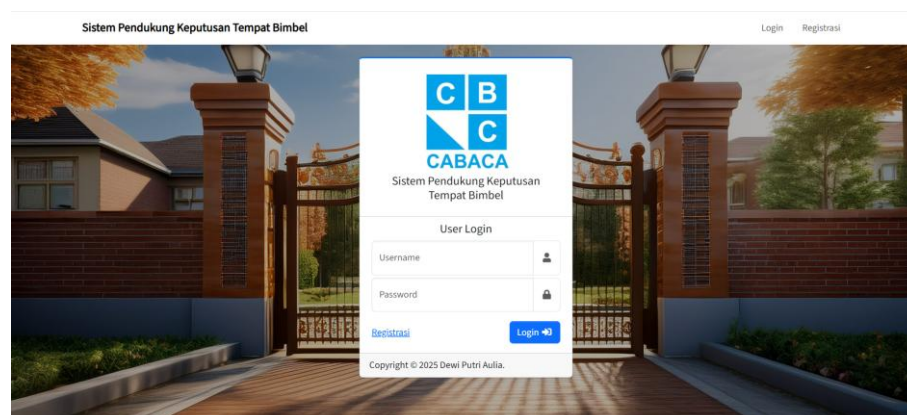 Sistem Pendukung Keputusan Tempat Bimbel
Login
Registrasi
C B
C
CABACA
Sistem Pendukung Keputusan
Tempat Bimbel
User Login
Username
Password
Registrasi
Login
Copyright © 2025 Dewi Putri Aulia.